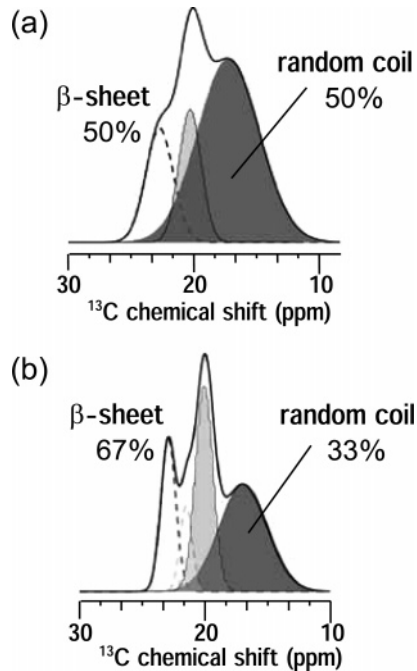 (a)
random coil
50%
β-sheet
50%
30 20 10
¹³C chemical shift (ppm)
(b)
β-sheet
67%
random coil
33%
30 20 10
¹³C chemical shift (ppm)